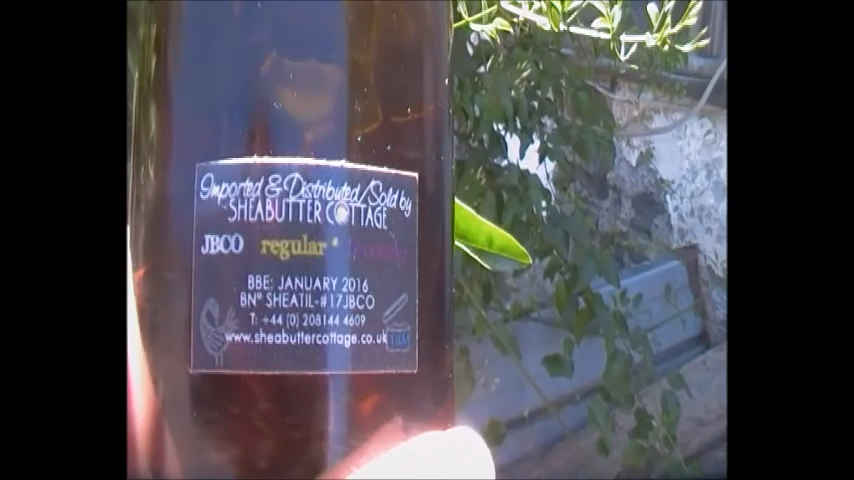 Imported & Distributed/Sold by
SHEABUTTER COTTAGE
JBCO regular
BBE: JANUARY 2016
BNº SHEATIL-#17JBCO
T: +44 (0) 208144 4609
www.sheabuttercottage.co.uk 18M